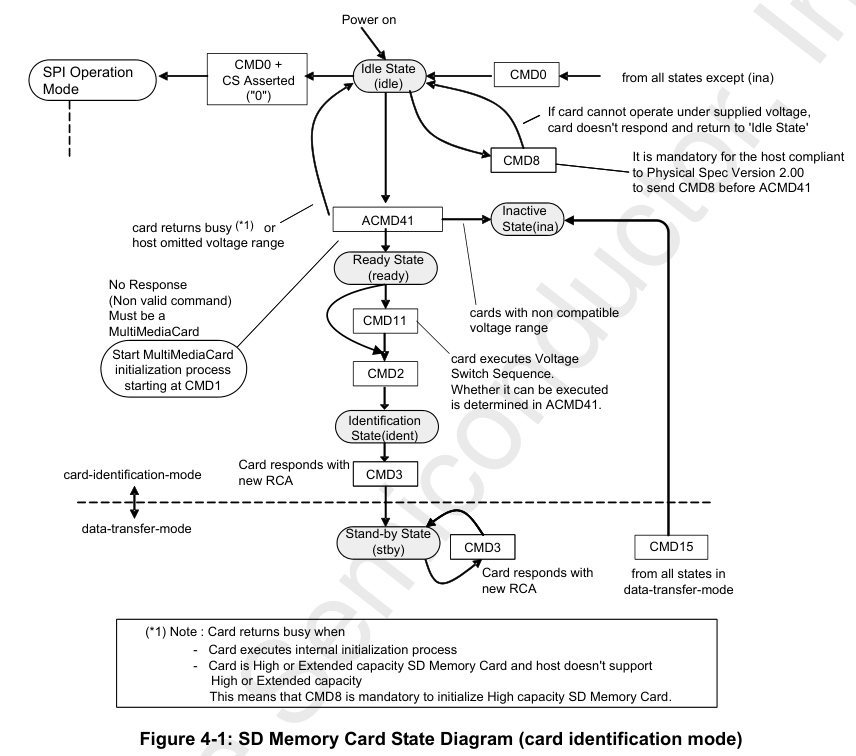 Power on
SPI Operation
Mode
CMD0 +
CS Asserted
("0")
Idle State
(idle)
CMD0
from all states except (ina)
If card cannot operate under supplied voltage,
card doesn't respond and return to 'Idle State'
CMD8
It is mandatory for the host compliant
to Physical Spec Version 2.00
to send CMD8 before ACMD41
card returns busy (*1) or
host omitted voltage range
ACMD41
Inactive
State(ina)
Ready State
(ready)
No Response
(Non valid command)
Must be a
MultiMediaCard
Start MultiMediaCard
initialization process
starting at CMD1
cards with non compatible
voltage range
CMD11
card executes Voltage
Switch Sequence.
Whether it can be executed
is determined in ACMD41.
CMD2
Identification
State(ident)
Card responds with
new RCA
CMD3
card-identification-mode
data-transfer-mode
Stand-by State
(stby)
CMD3
Card responds with
new RCA
CMD15
from all states in
data-transfer-mode
(*1) Note : Card returns busy when
- Card executes internal initialization process
- Card is High or Extended capacity SD Memory Card and host doesn't support
High or Extended capacity
This means that CMD8 is mandatory to initialize High capacity SD Memory Card.
Figure 4-1: SD Memory Card State Diagram (card identification mode)
Semiconductor, In